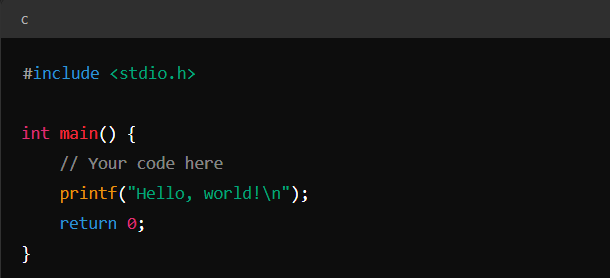 c
#include <stdio.h>
int main() {
// Your code here
printf("Hello, world!\n");
return 0;
}